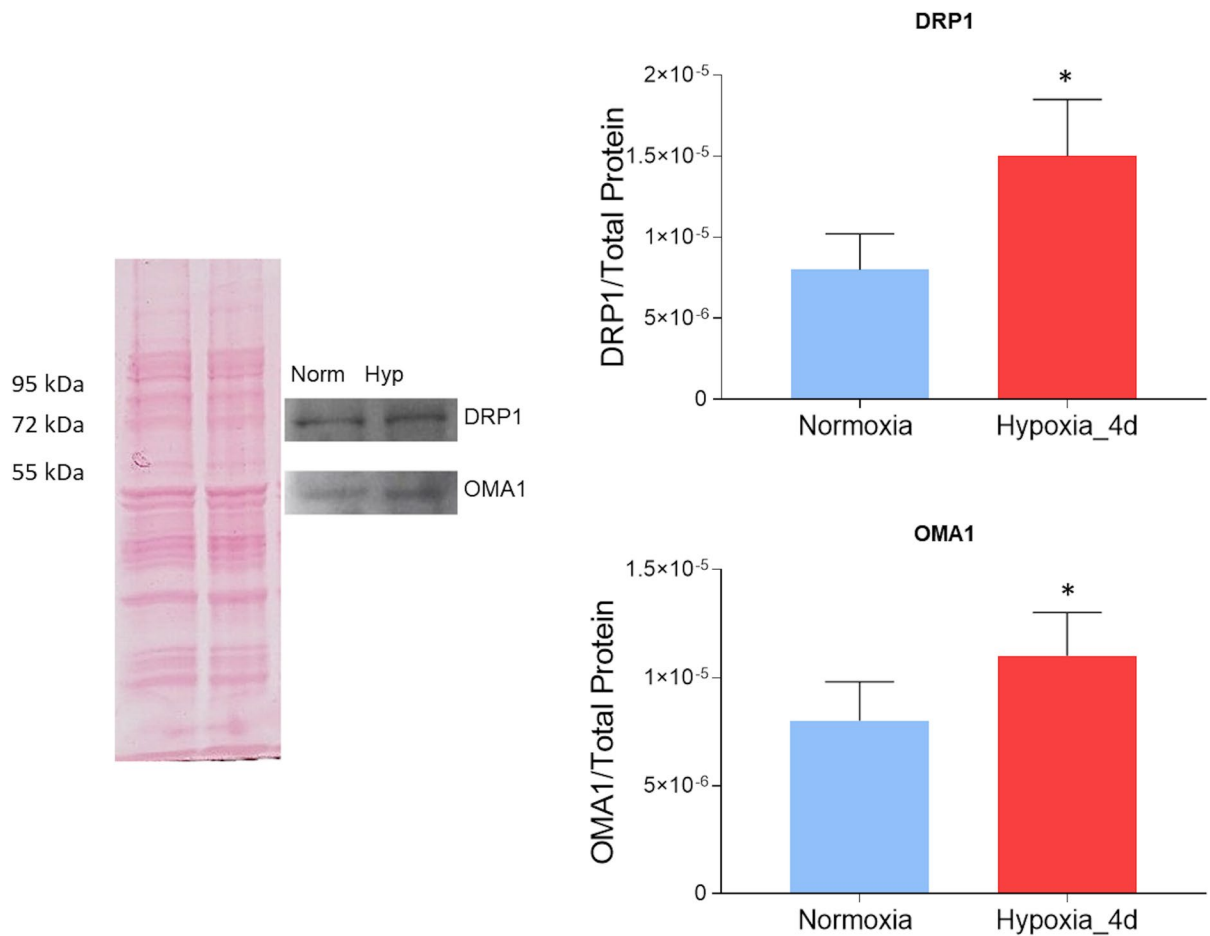 95 kDa
72 kDa
55 kDa
Norm Hyp
DRP1
OMA1
DRP1
DRP1/Total Protein
2×10⁻⁵
1.5×10⁻⁵
1×10⁻⁵
5×10⁻⁶
0
*
Normoxia Hypoxia_4d
OMA1
OMA1/Total Protein
1.5×10⁻⁵
1×10⁻⁵
5×10⁻⁶
0
*
Normoxia Hypoxia_4d